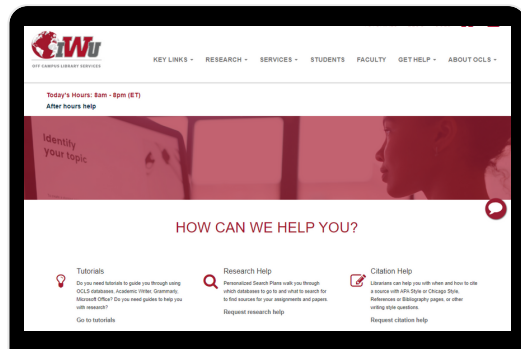 IWU
OFF CAMPUS LIBRARY SERVICES
KEY LINKS RESEARCH SERVICES STUDENTS FACULTY GET HELP ABOUT OCLS
Today's Hours: 8am - 8pm (ET)
After hours help
Identify
your topic
HOW CAN WE HELP YOU?
Tutorials
Do you need tutorials to guide you through using
OCLS databases, Academic Writer, Grammarly,
Microsoft Office? Do you need guides to help you
with research?
Go to tutorials
Research Help
Personalized Search Plans walk you through
which databases to go to and what to search for
to find sources for your assignments and papers.
Request research help
Citation Help
Librarians can help you with when and how to cite
a source with APA Style or Chicago Style,
References or Bibliography pages, or other
writing style questions.
Request citation help